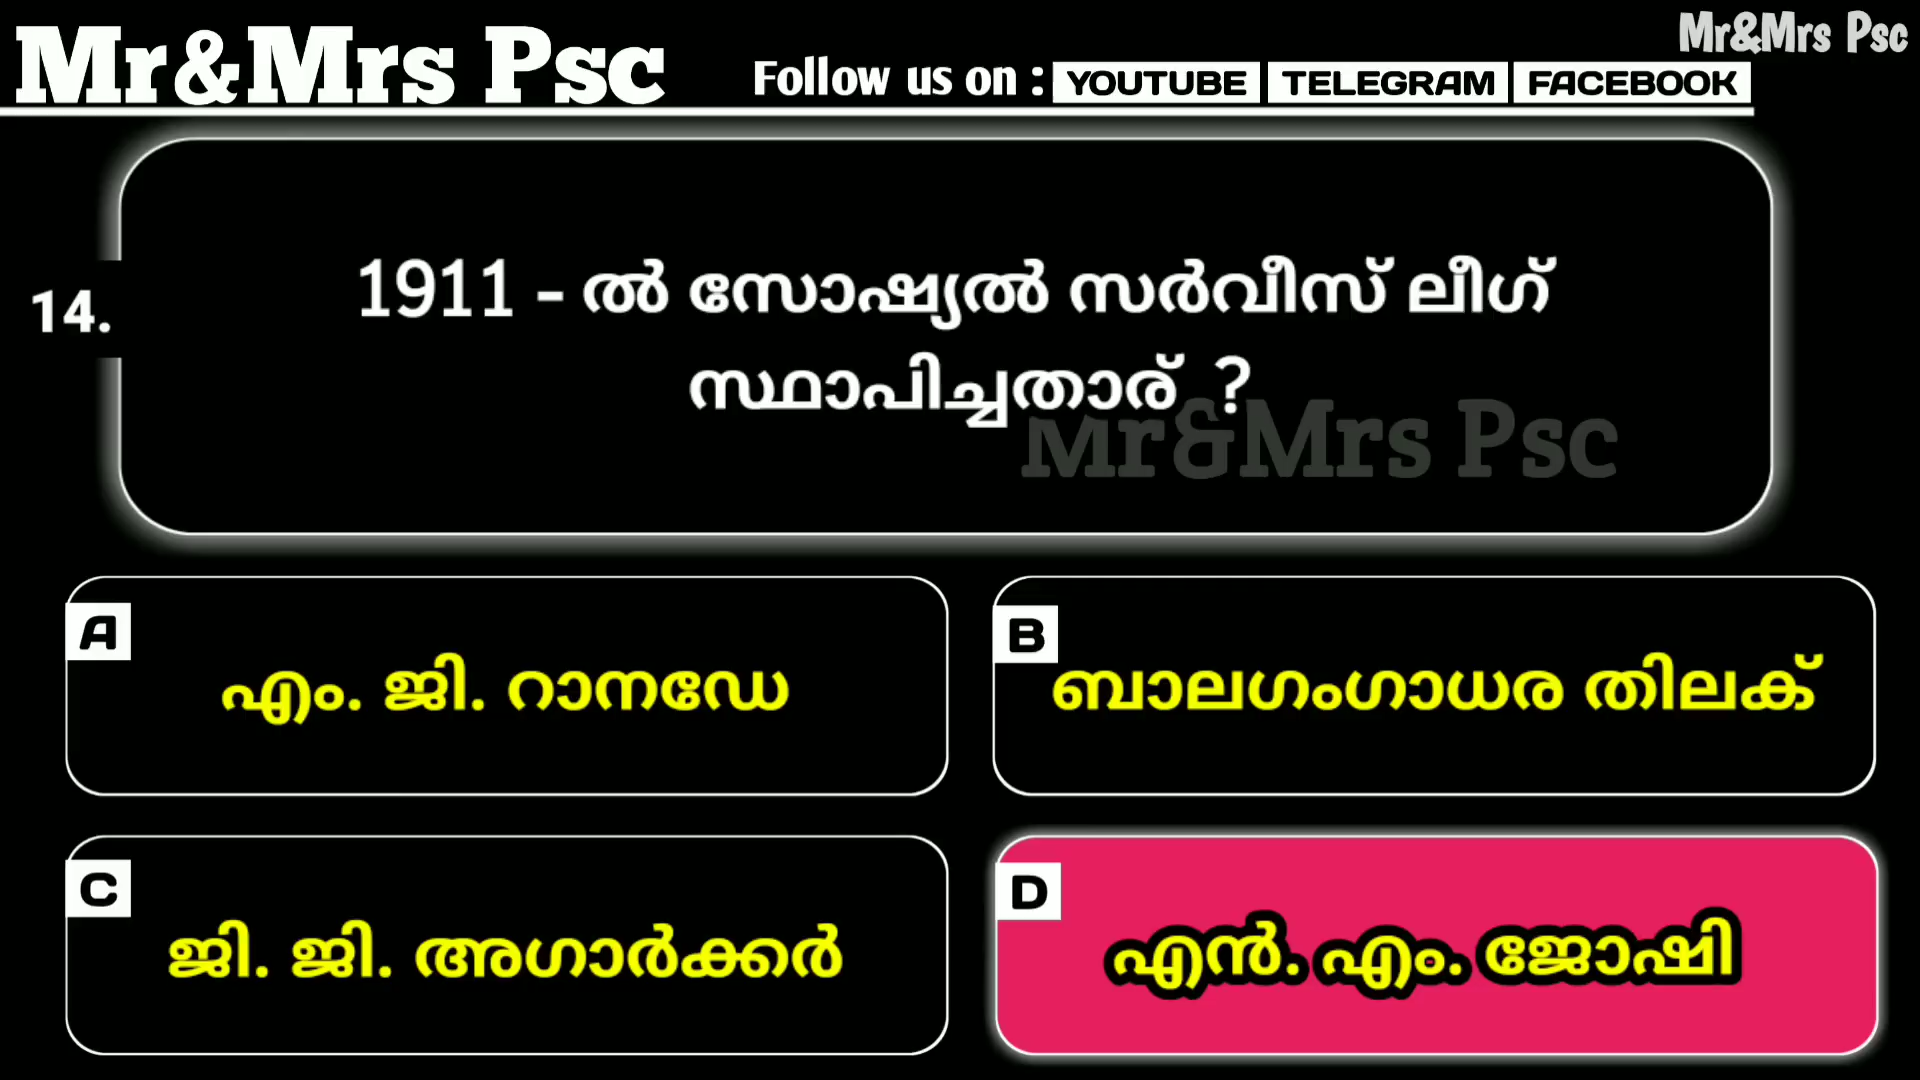 Mr&Mrs Psc
Mr&Mrs Psc
Follow us on : YOUTUBE TELEGRAM FACEBOOK
14.
1911 - ൽ സോഷ്യൽ സർവീസ് ലീഗ്
സ്ഥാപിച്ചതാര് ?
Mr&Mrs Psc
A
എം. ജി. റാനഡേ
B
ബാലഗംഗാധര തിലക്
C
ജി. ജി. അഗാർക്കർ
D
എൻ. എം. ജോഷി